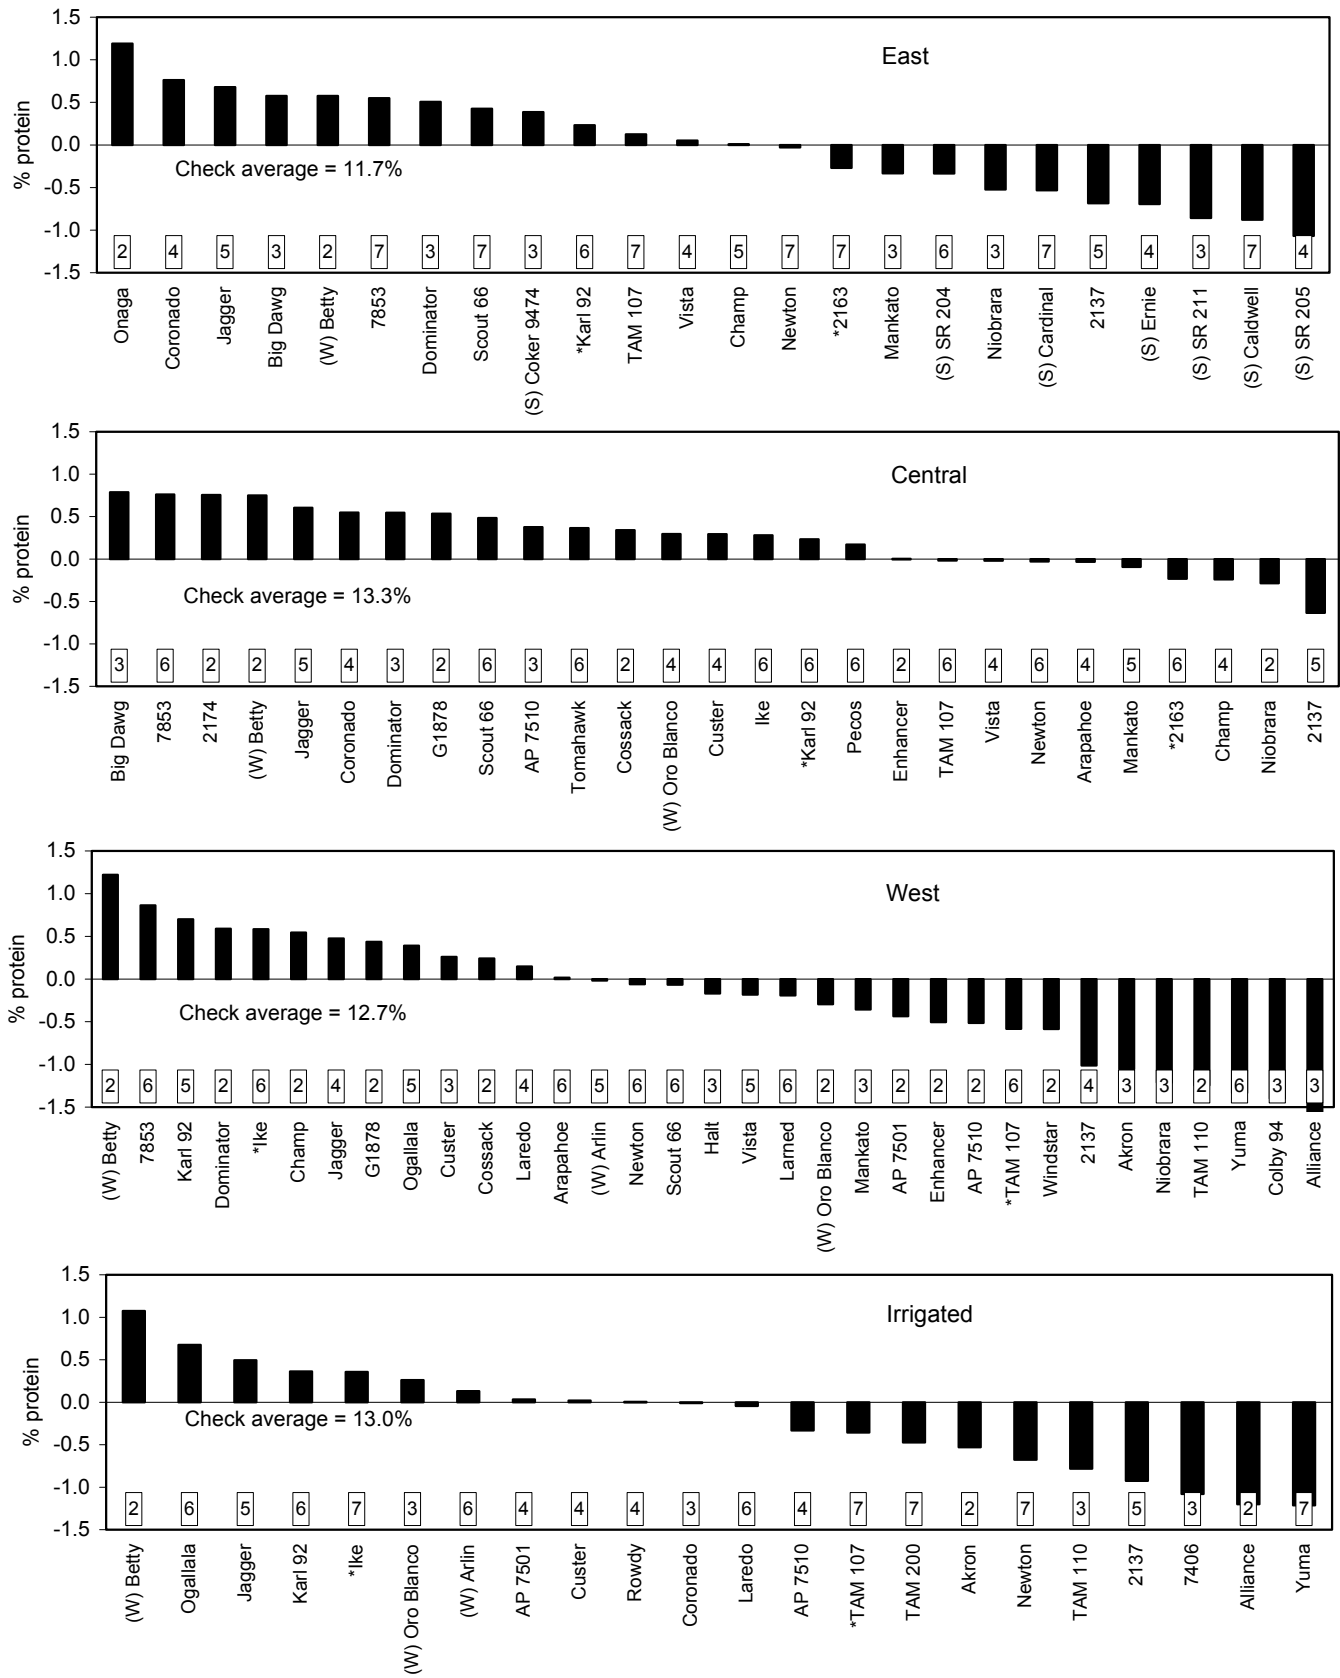 East
% protein
1.5
1.0
0.5
0.0
-0.5
-1.0
-1.5
Check average = 11.7%
2 4 5 3 2 7 3 7 3 6 7 4 5 7 7 3 6 3 7 5 4 3 7 4
Onaga
Coronado
Jagger
Big Dawg
(W) Betty
7853
Dominator
Scout 66
(S) Coker 9474
*Karl 92
TAM 107
Vista
Champ
Newton
*2163
Mankato
(S) SR 204
Niobrara
(S) Cardinal
2137
(S) Ernie
(S) SR 211
(S) Caldwell
(S) SR 205
Central
% protein
1.5
1.0
0.5
0.0
-0.5
-1.0
-1.5
Check average = 13.3%
3 6 2 2 5 4 3 2 6 3 6 2 4 4 6 6 6 2 6 4 6 4 5 6 4 2 5
Big Dawg
7853
2174
(W) Betty
Jagger
Coronado
Dominator
G1878
Scout 66
AP 7510
Tomahawk
Cossack
(W) Oro Blanco
Custer
Ike
*Karl 92
Pecos
Enhancer
TAM 107
Vista
Newton
Arapahoe
Mankato
*2163
Champ
Niobrara
2137
West
% protein
1.5
1.0
0.5
0.0
-0.5
-1.0
-1.5
Check average = 12.7%
2 6 5 2 6 2 4 2 5 3 2 4 6 5 6 6 3 5 6 2 3 2 2 2 6 2 4 3 3 2 6 3 3
(W) Betty
7853
Karl 92
Dominator
*Ike
Champ
Jagger
G1878
Ogallala
Custer
Cossack
Laredo
Arapahoe
(W) Arlin
Newton
Scout 66
Halt
Vista
Larned
(W) Oro Blanco
Mankato
AP 7501
Enhancer
AP 7510
*TAM 107
Windstar
2137
Akron
Niobrara
TAM 110
Yuma
Colby 94
Alliance
Irrigated
% protein
1.5
1.0
0.5
0.0
-0.5
-1.0
-1.5
Check average = 13.0%
2 6 5 6 7 3 6 4 4 4 3 6 4 7 7 2 7 3 5 3 2 7
(W) Betty
Ogallala
Jagger
Karl 92
*Ike
(W) Oro Blanco
(W) Arlin
AP 7501
Custer
Rowdy
Coronado
Laredo
AP 7510
*TAM 107
TAM 200
Akron
Newton
TAM 110
2137
7406
Alliance
Yuma